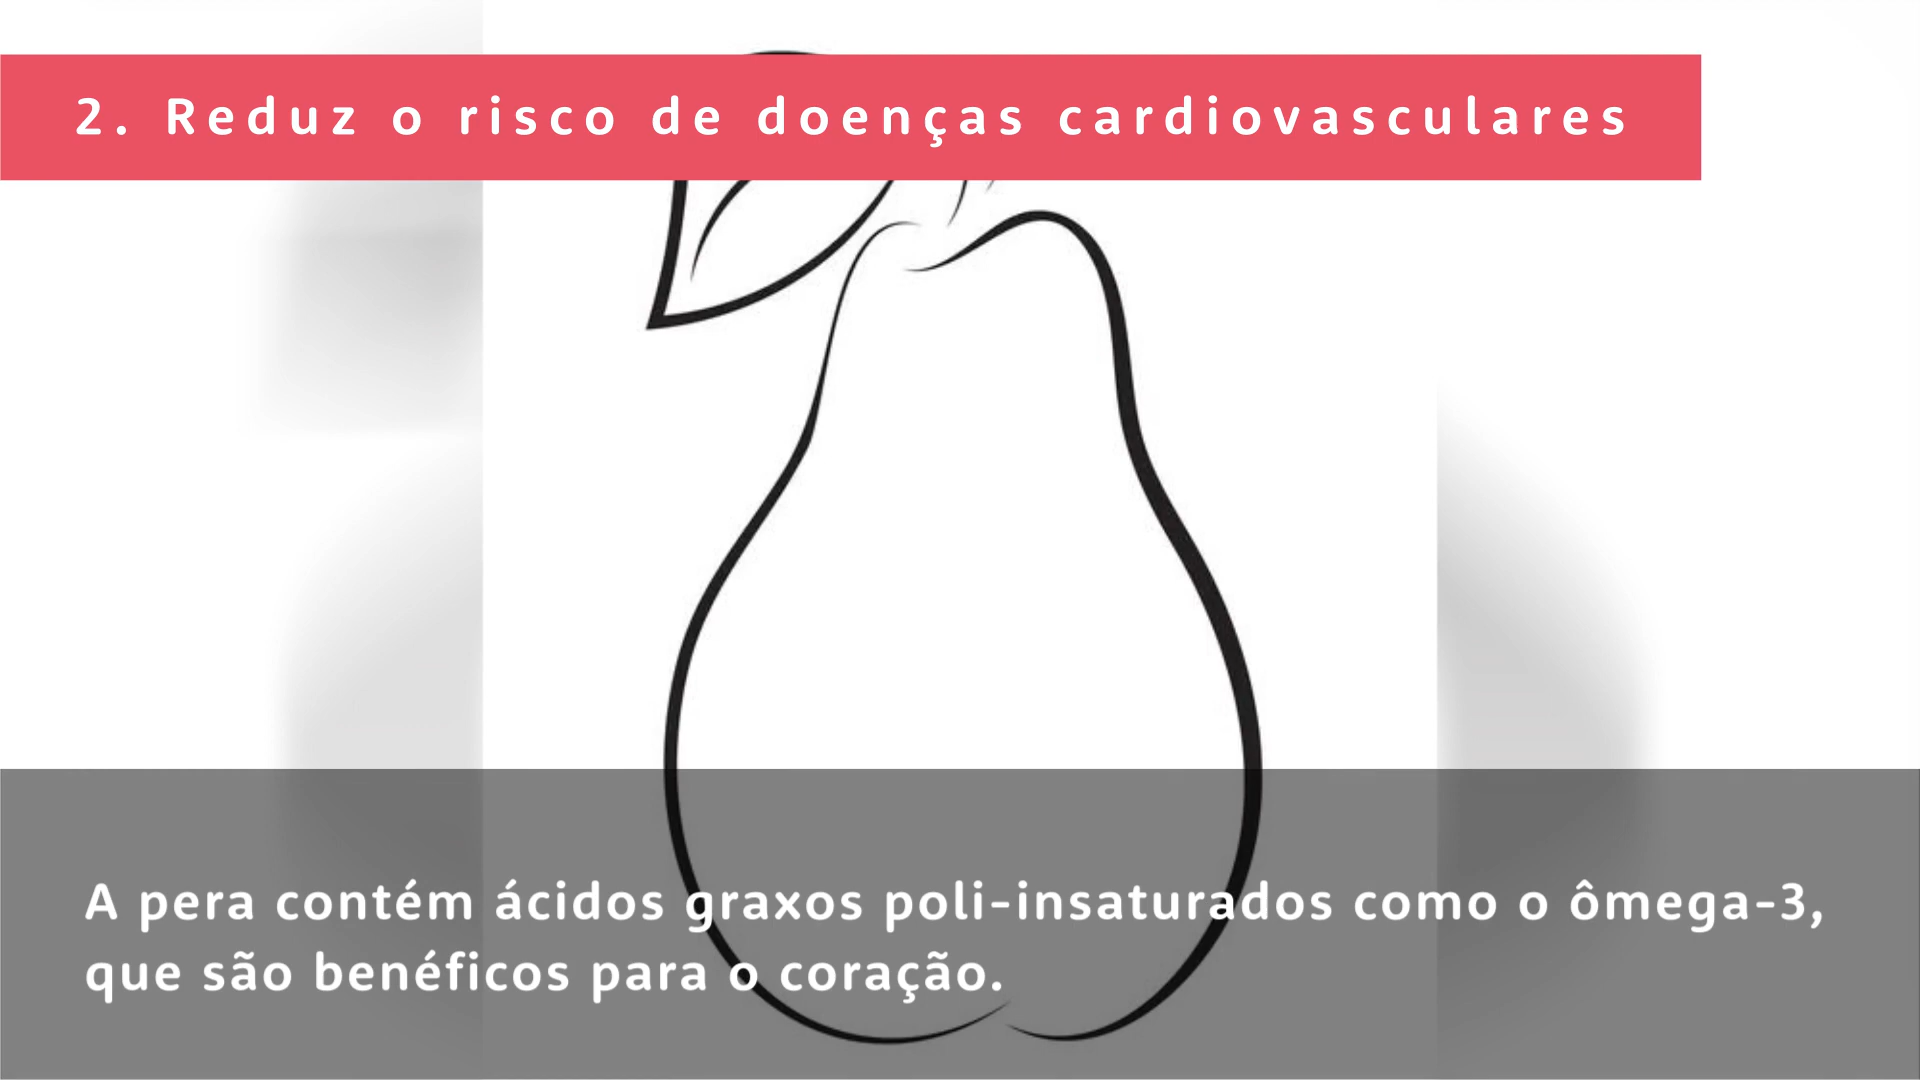 2. Reduz o risco de doenças cardiovasculares
A pera contém ácidos graxos poli-insaturados como o ômega-3,
que são benéficos para o coração.